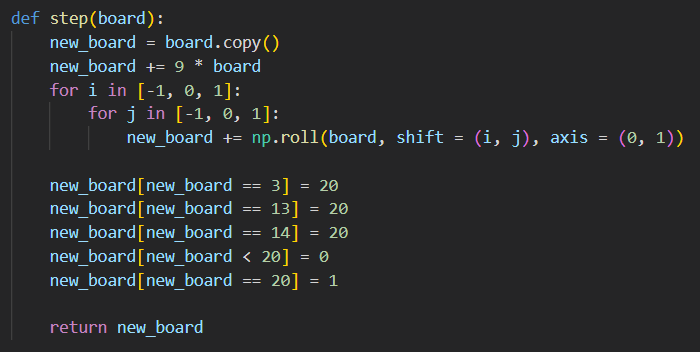 def step(board):
    new_board = board.copy()
    new_board += 9 * board
    for i in [-1, 0, 1]:
        for j in [-1, 0, 1]:
            new_board += np.roll(board, shift = (i, j), axis = (0, 1))

    new_board[new_board == 3] = 20
    new_board[new_board == 13] = 20
    new_board[new_board == 14] = 20
    new_board[new_board < 20] = 0
    new_board[new_board == 20] = 1

    return new_board